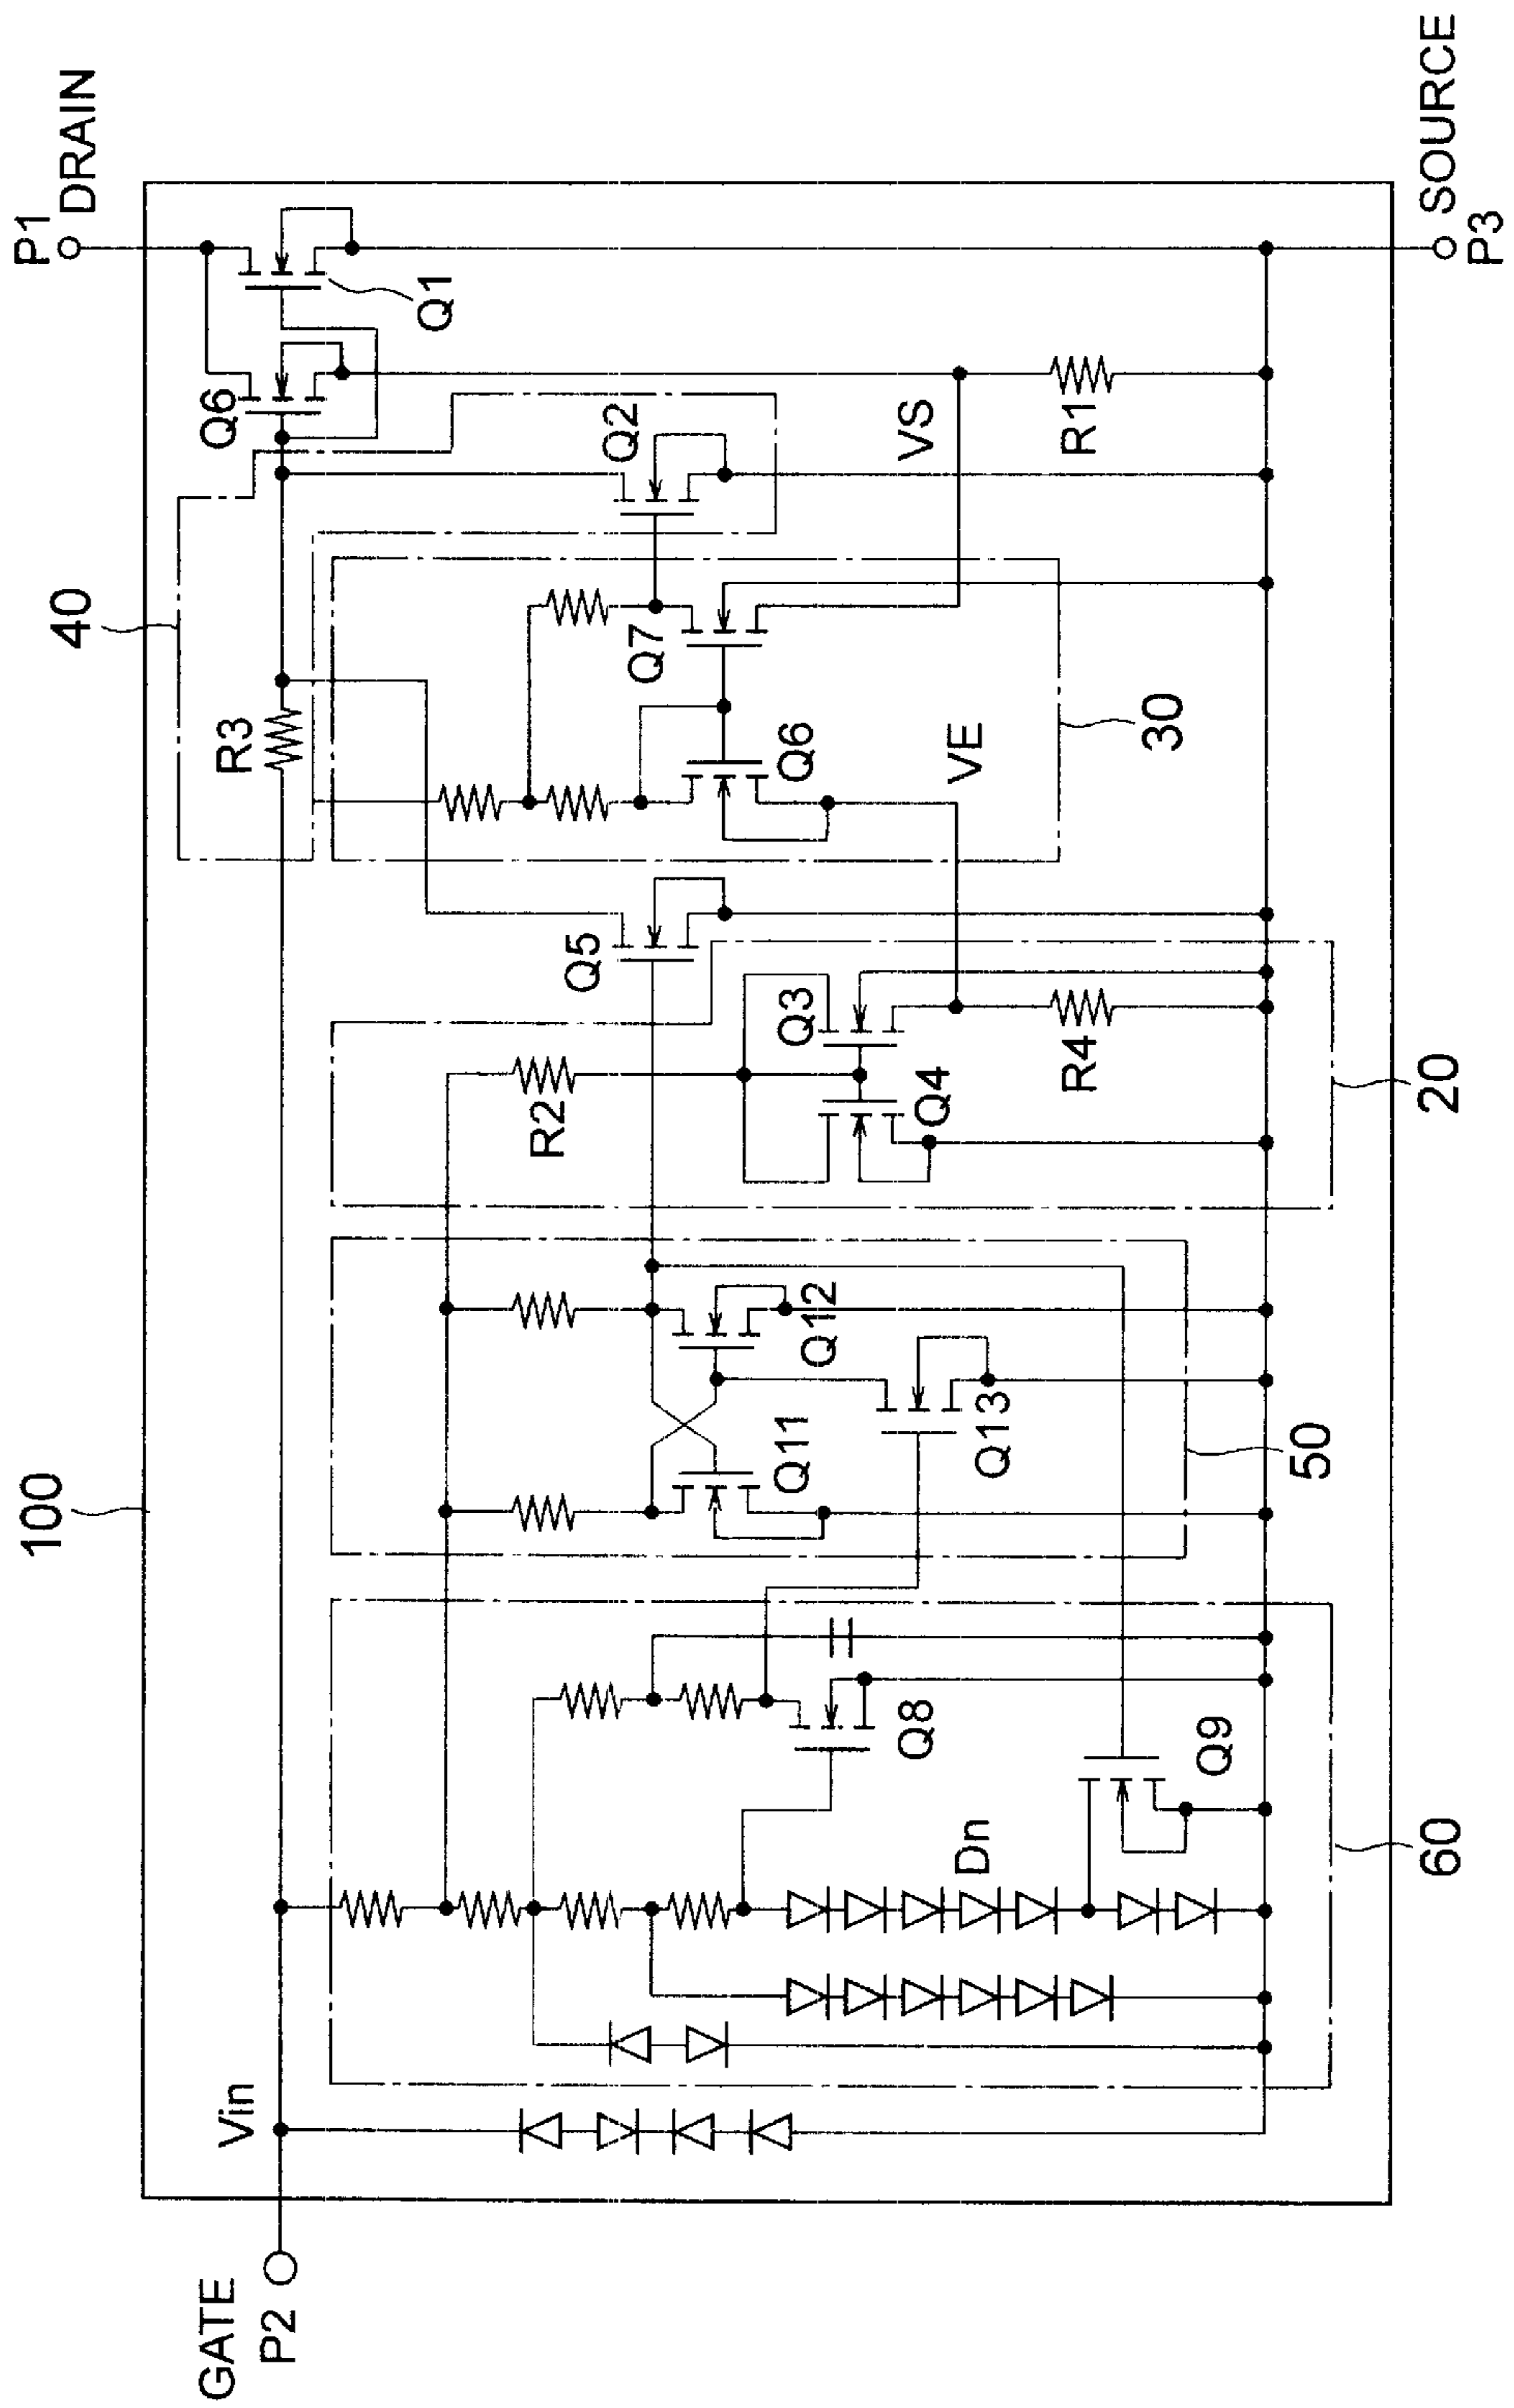 100
40
P1
DRAIN
Q6
Q1
R3
Q2
VS
R1
Q7
Q6
VE
30
Q5
R2
Q3
Q4
R4
20
Q12
Q11
Q13
50
Q8
Q9
Dn
60
Vin
GATE
P2
SOURCE
P3